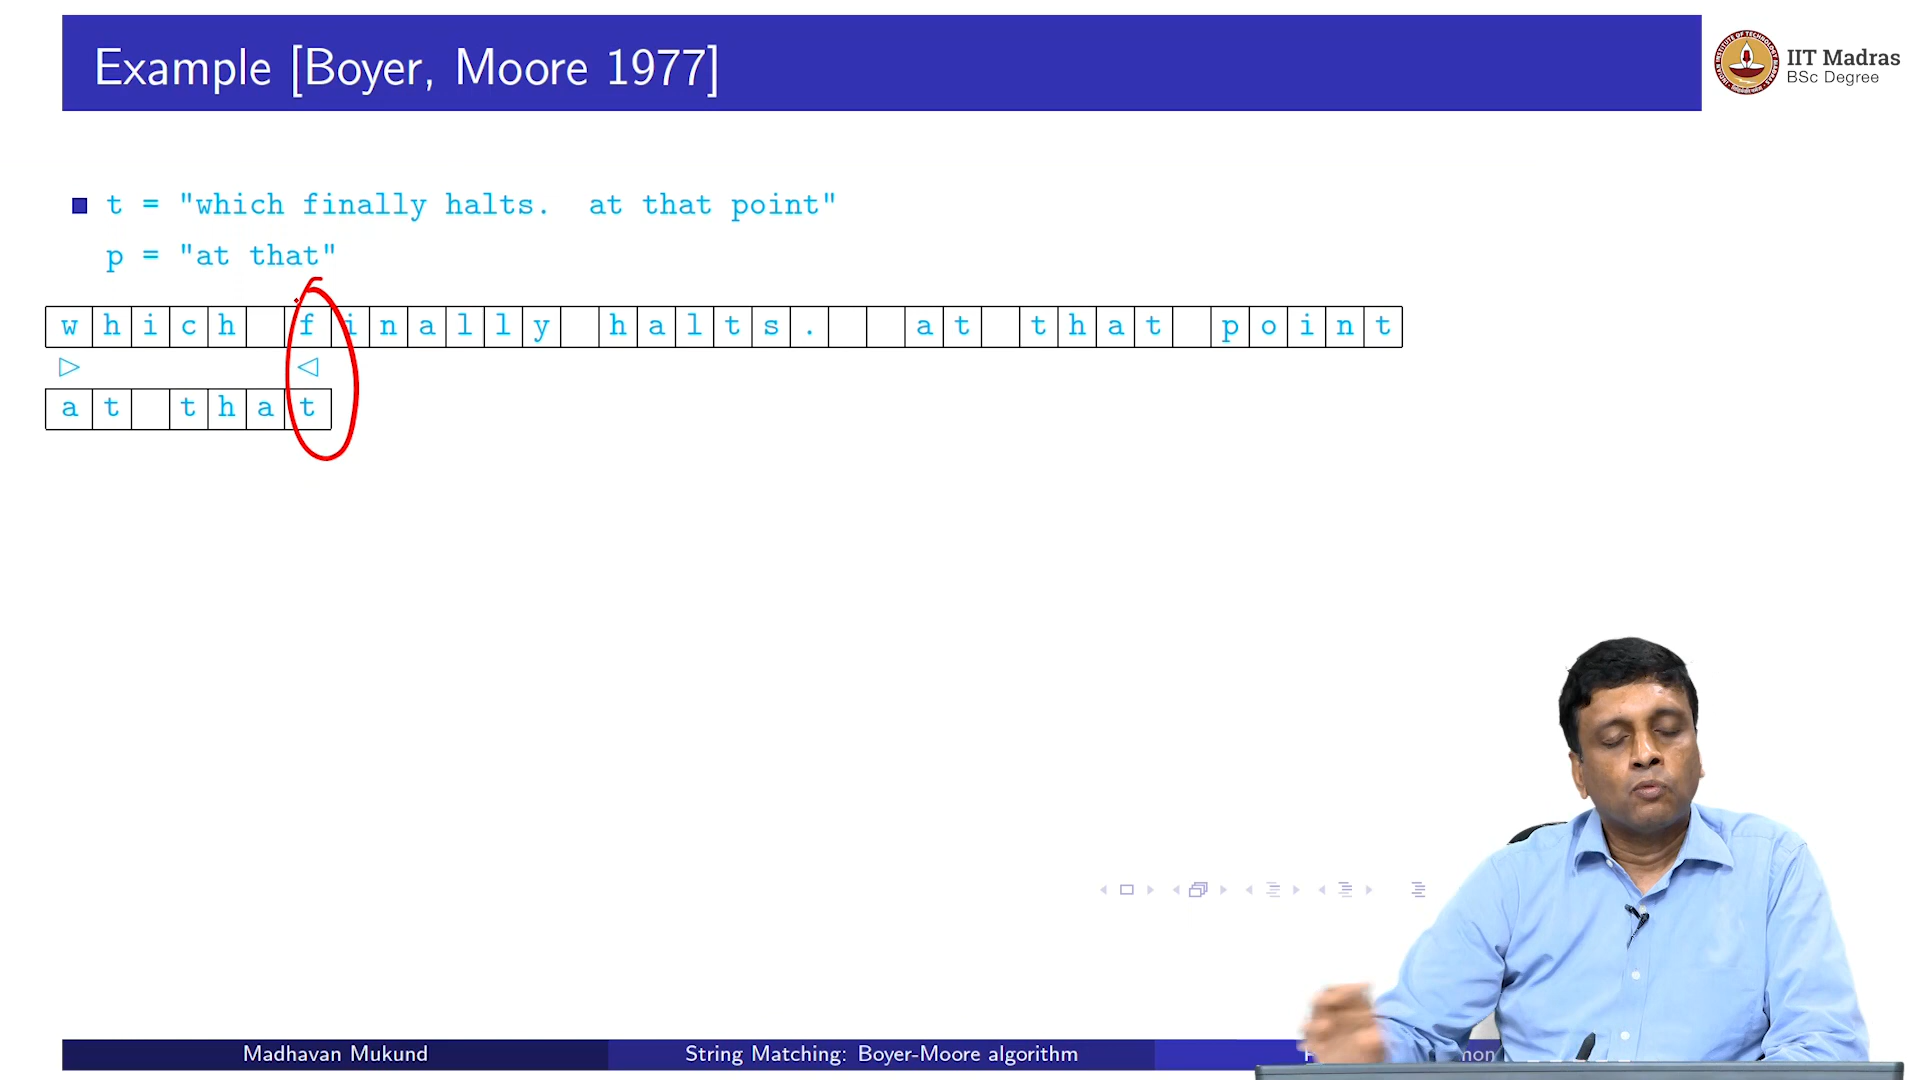 Example [Boyer, Moore 1977]
IIT Madras
BSc Degree
t = "which finally halts.  at that point"
p = "at that"
w h i c h   f i n a l l y   h a l t s .     a t   t h a t   p o i n t
a t   t h a t
Madhavan Mukund
String Matching: Boyer-Moore algorithm